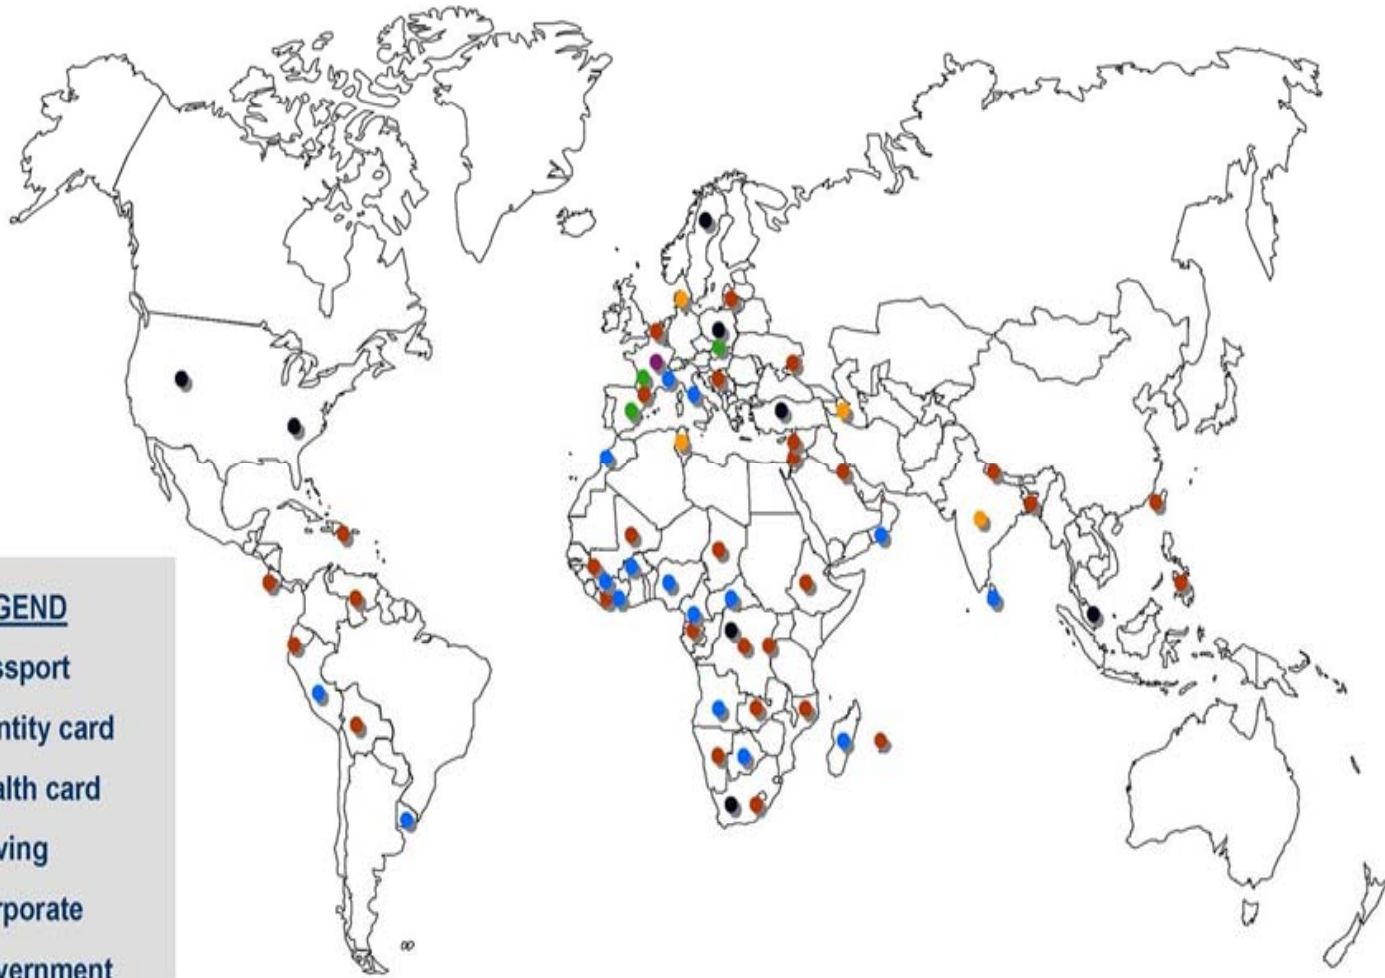 GEND
ssport
ntity card
alth card
ving
rporate
vernment